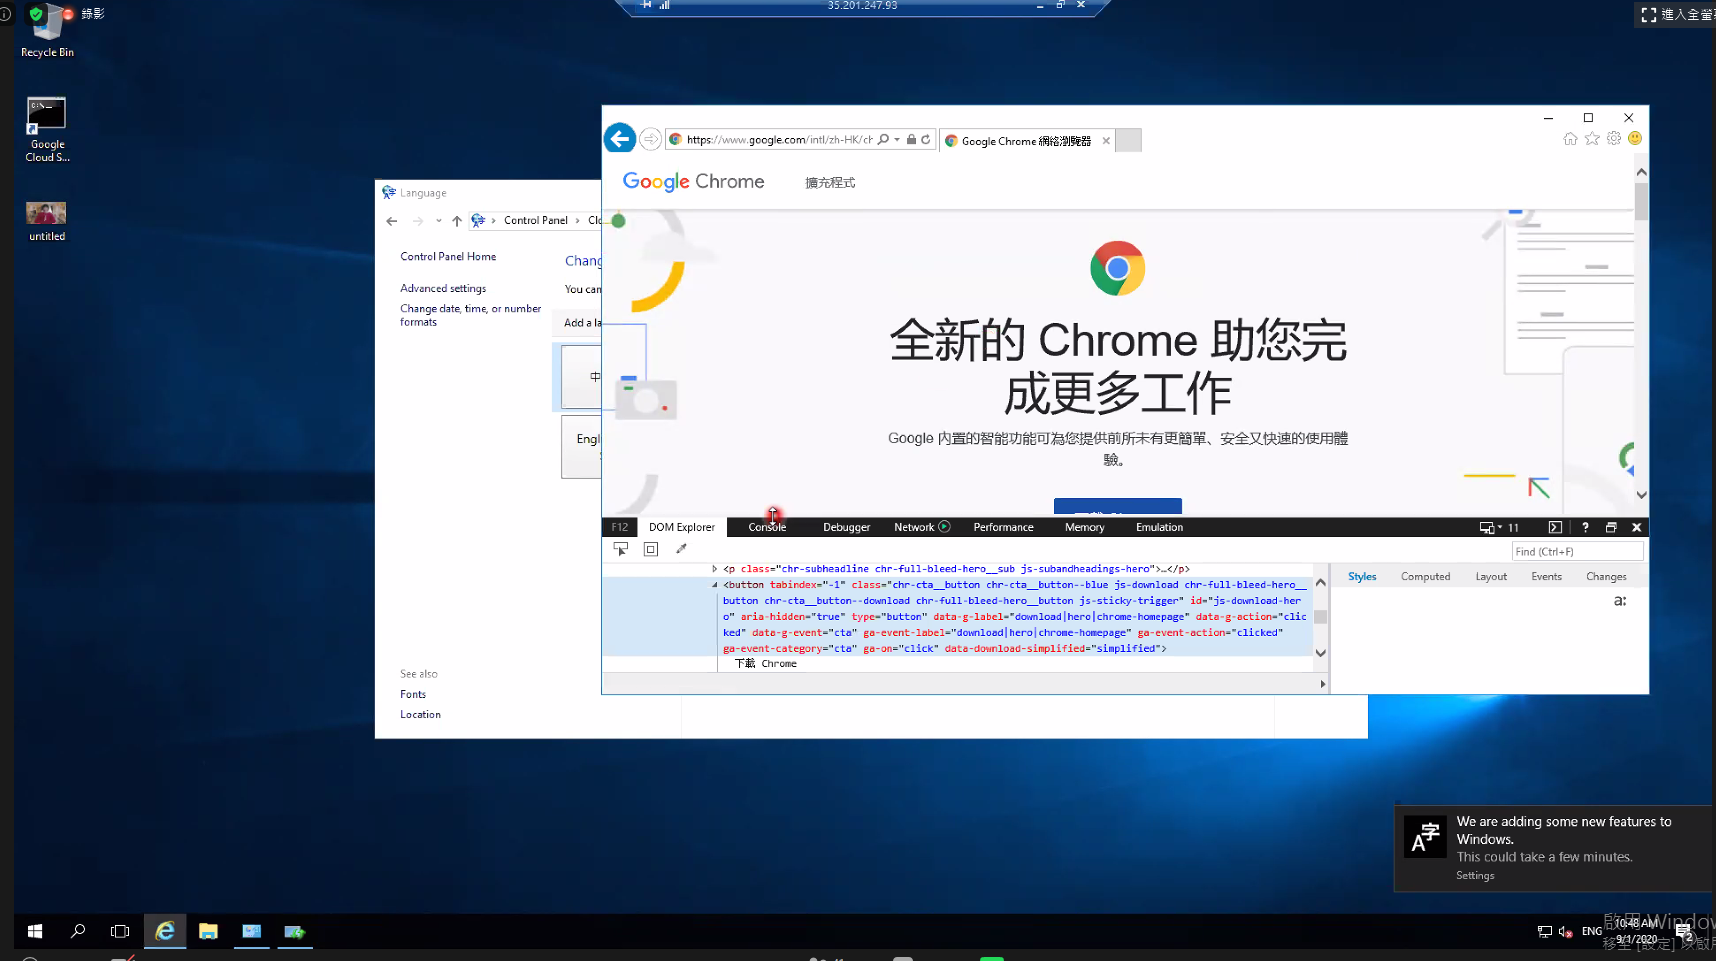 錄影
35.201.247.93
進入全螢
Recycle Bin
Google
Cloud S...
untitled
Language
Control Panel
Control Panel Home
Advanced settings
Change date, time, or number
formats
Chang
You can
Add a la
中
Engl
See also
Fonts
Location
https://www.google.com/intl/zh-HK/ch
Google Chrome 網絡瀏覽器
Google Chrome
擴充程式
全新的 Chrome 助您完
成更多工作
Google 內置的智能功能可為您提供前所未有更簡單、安全又快速的使用體
驗。
F12 DOM Explorer Console Debugger Network Performance Memory Emulation 11
Find (Ctrl+F)
Styles Computed Layout Events Changes
a:
<p class="chr-subheadline chr-full-bleed-hero__sub js-subandheadings-hero">…</p>
<button tabindex="-1" class="chr-cta__button chr-cta__button--blue js-download chr-full-bleed-hero__
button chr-cta__button--download chr-full-bleed-hero__button js-sticky-trigger" id="js-download-her
o" aria-hidden="true" type="button" data-g-label="download|hero|chrome-homepage" data-g-action="clic
ked" data-g-event="cta" ga-event-label="download|hero|chrome-homepage" ga-event-action="clicked"
ga-event-category="cta" ga-on="click" data-download-simplified="simplified">
下載 Chrome
We are adding some new features to
Windows.
This could take a few minutes.
Settings
ENG
10:48 AM
9/1/2020
啟用 Window
移至 [設定] 以啟用